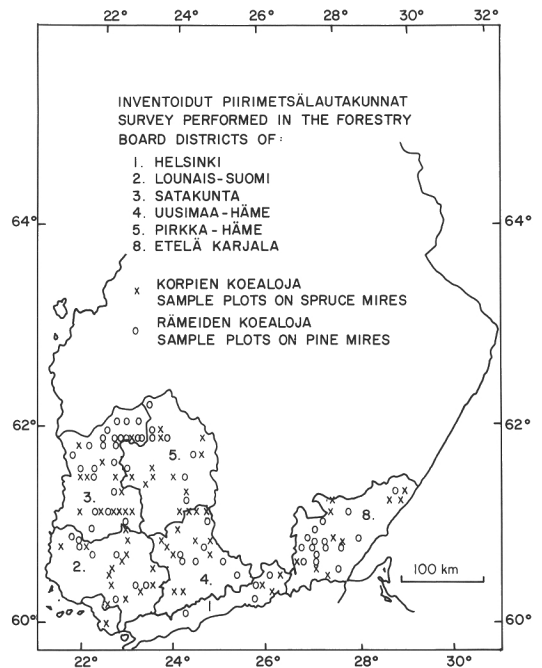 22° 24° 26° 28° 30° 32°
INVENTOIDUT PIIRIMETSÄLAUTAKUNNAT
SURVEY PERFORMED IN THE FORESTRY
BOARD DISTRICTS OF:
1. HELSINKI
2. LOUNAIS-SUOMI
3. SATAKUNTA
4. UUSIMAA-HÄME
5. PIRKKA-HÄME
8. ETELÄ KARJALA
64° 64°
x KORPIEN KOEALOJA
SAMPLE PLOTS ON SPRUCE MIRES
o RÄMEIDEN KOEALOJA
SAMPLE PLOTS ON PINE MIRES
62° 62°
5.
3.
8.
2.
4.
100 km
1
60° 60°
22° 24° 26° 28° 30°